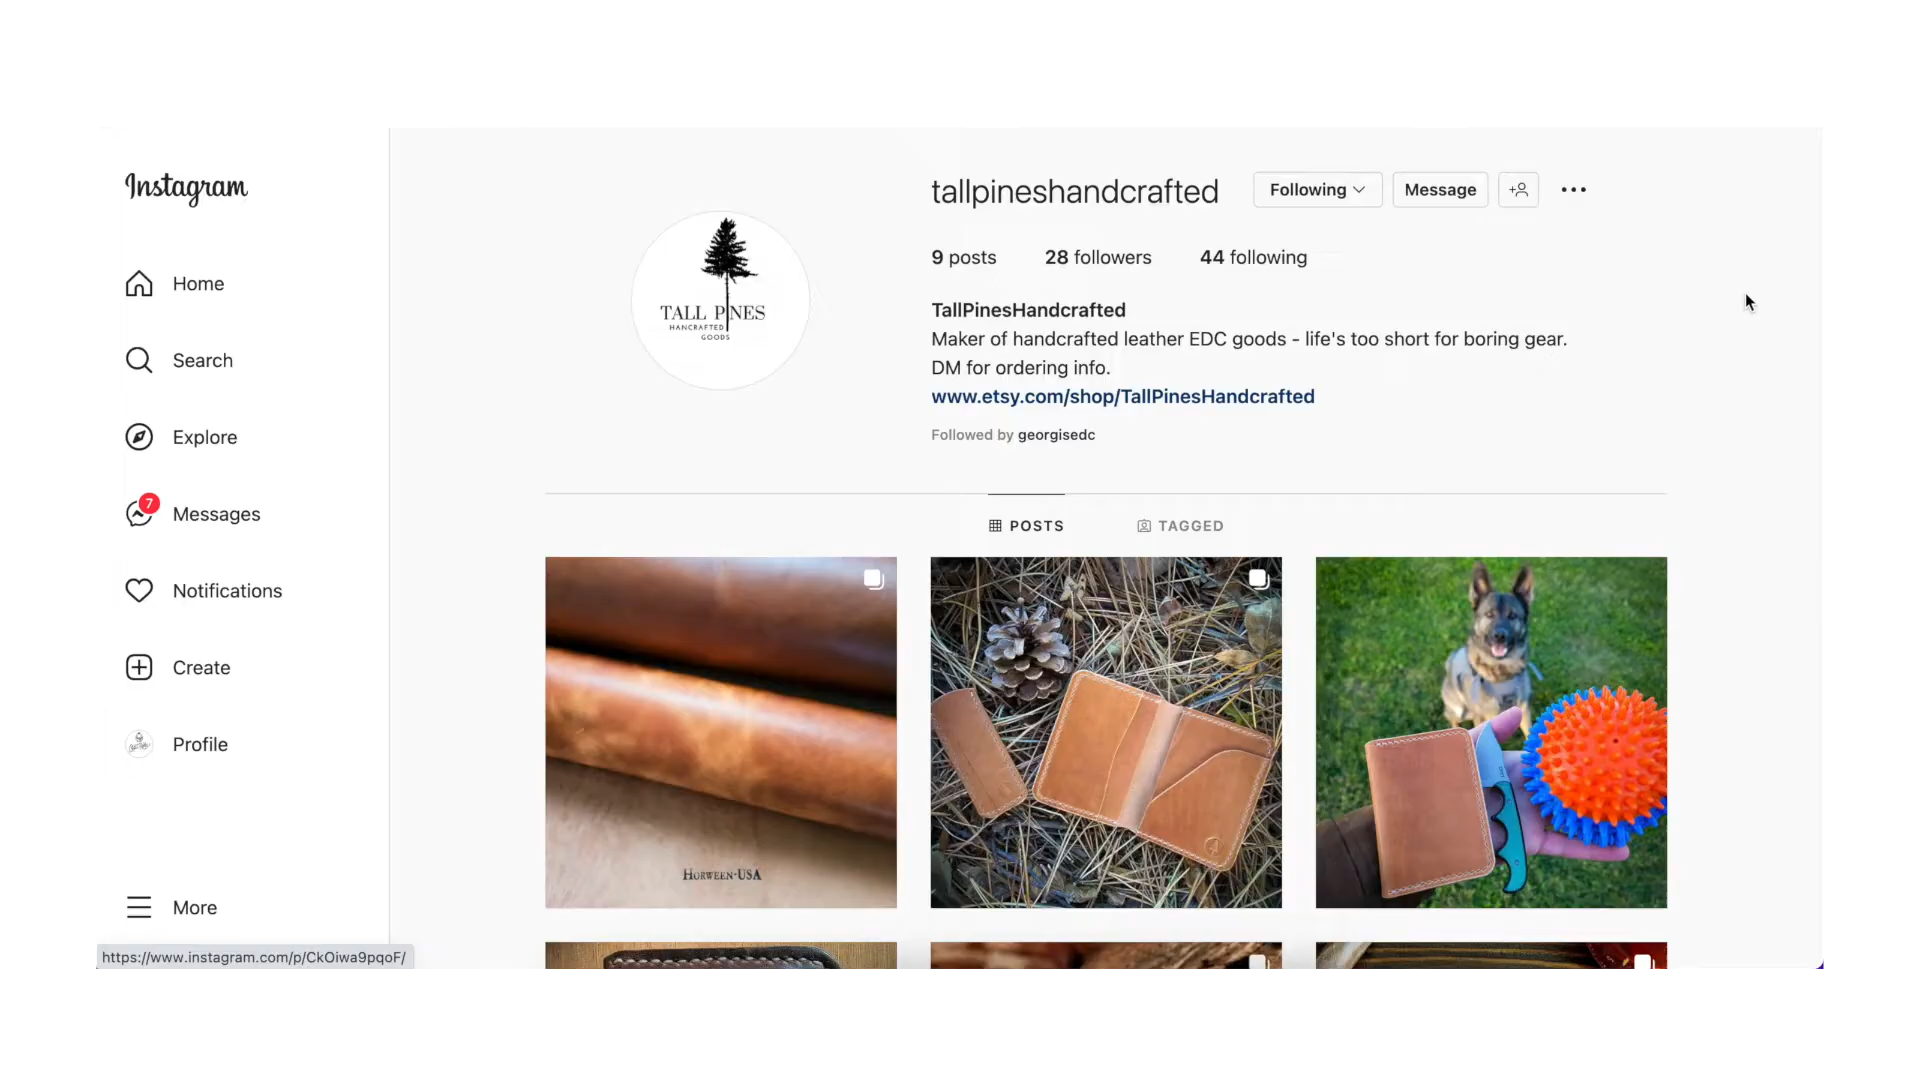 Instagram
Home
Search
Explore
7
Messages
Notifications
Create
Profile
More
https://www.instagram.com/p/CkOiwa9pqoF/
tallpineshandcrafted
Following
Message
9 posts
28 followers
44 following
TALL PINES
HANCRAFTED
GOODS
TallPinesHandcrafted
Maker of handcrafted leather EDC goods - life's too short for boring gear.
DM for ordering info.
www.etsy.com/shop/TallPinesHandcrafted
Followed by georgisedc
POSTS
TAGGED
HORWEEN-USA